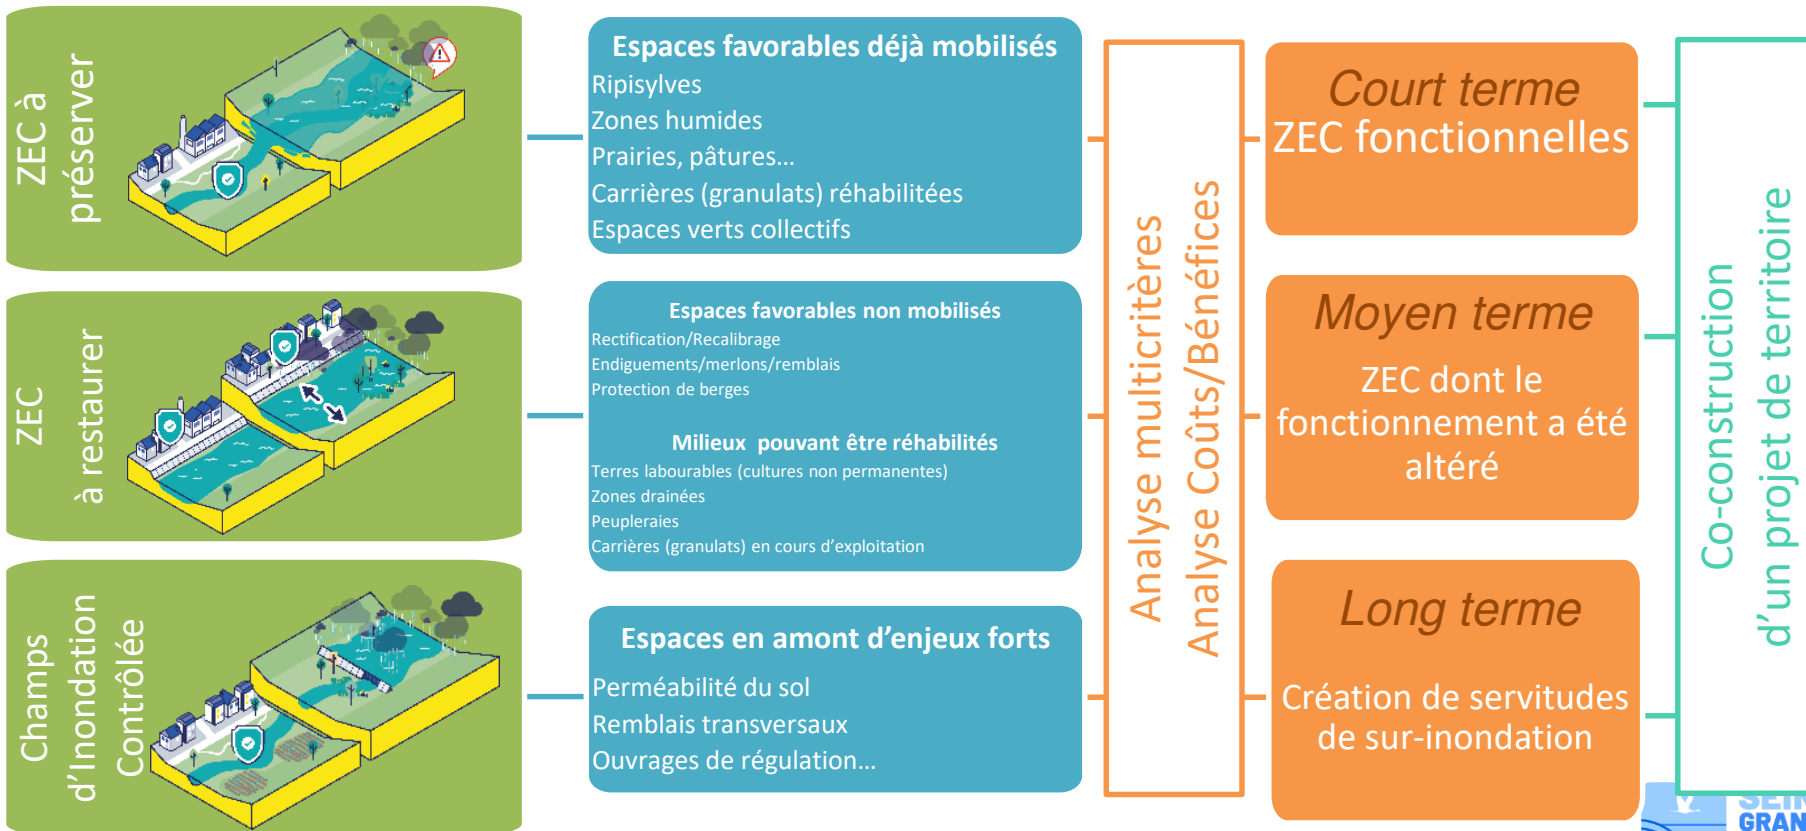 ZEC à
préserver
Espaces favorables déjà mobilisés
Ripisylves
Zones humides
Prairies, pâtures…
Carrières (granulats) réhabilitées
Espaces verts collectifs
ZEC
à restaurer
Espaces favorables non mobilisés
Rectification/Recalibrage
Endiguements/merlons/remblais
Protection de berges
Milieux pouvant être réhabilités
Terres labourables (cultures non permanentes)
Zones drainées
Peupleraies
Carrières (granulats) en cours d'exploitation
Champs
d'Inondation
Contrôlée
Espaces en amont d'enjeux forts
Perméabilité du sol
Remblais transversaux
Ouvrages de régulation…
Analyse multicritères
Analyse Coûts/Bénéfices
Court terme
ZEC fonctionnelles
Moyen terme
ZEC dont le
fonctionnement a été
altéré
Long terme
Création de servitudes
de sur-inondation
Co-construction
d'un projet de territoire
GRAN